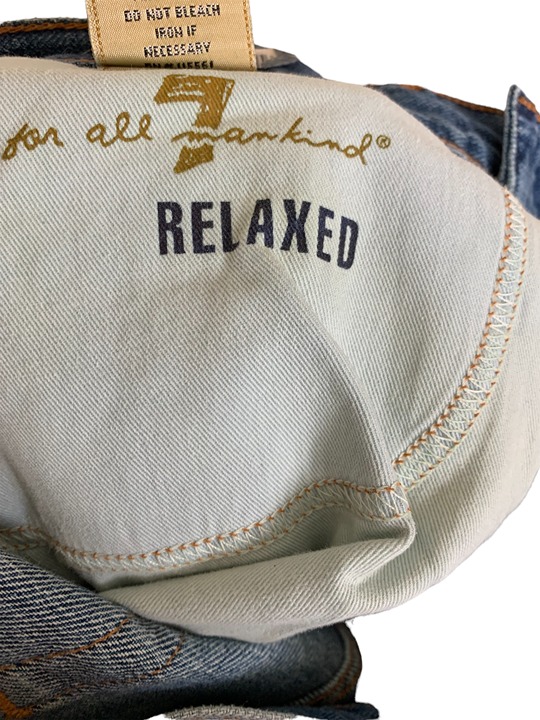 DO NOT BLEACH
IRON IF
NECESSARY
7
for all mankind®
RELAXED